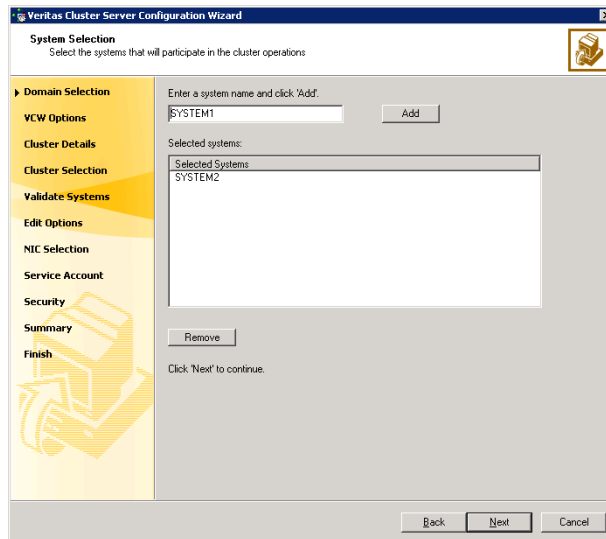 Veritas Cluster Server Configuration Wizard
System Selection
Select the systems that will participate in the cluster operations
Domain Selection
VCW Options
Cluster Details
Cluster Selection
Validate Systems
Edit Options
NIC Selection
Service Account
Security
Summary
Finish
Enter a system name and click 'Add'.
SYSTEM1 Add
Selected systems:
Selected Systems
SYSTEM2
Remove
Click 'Next' to continue.
Back Next Cancel